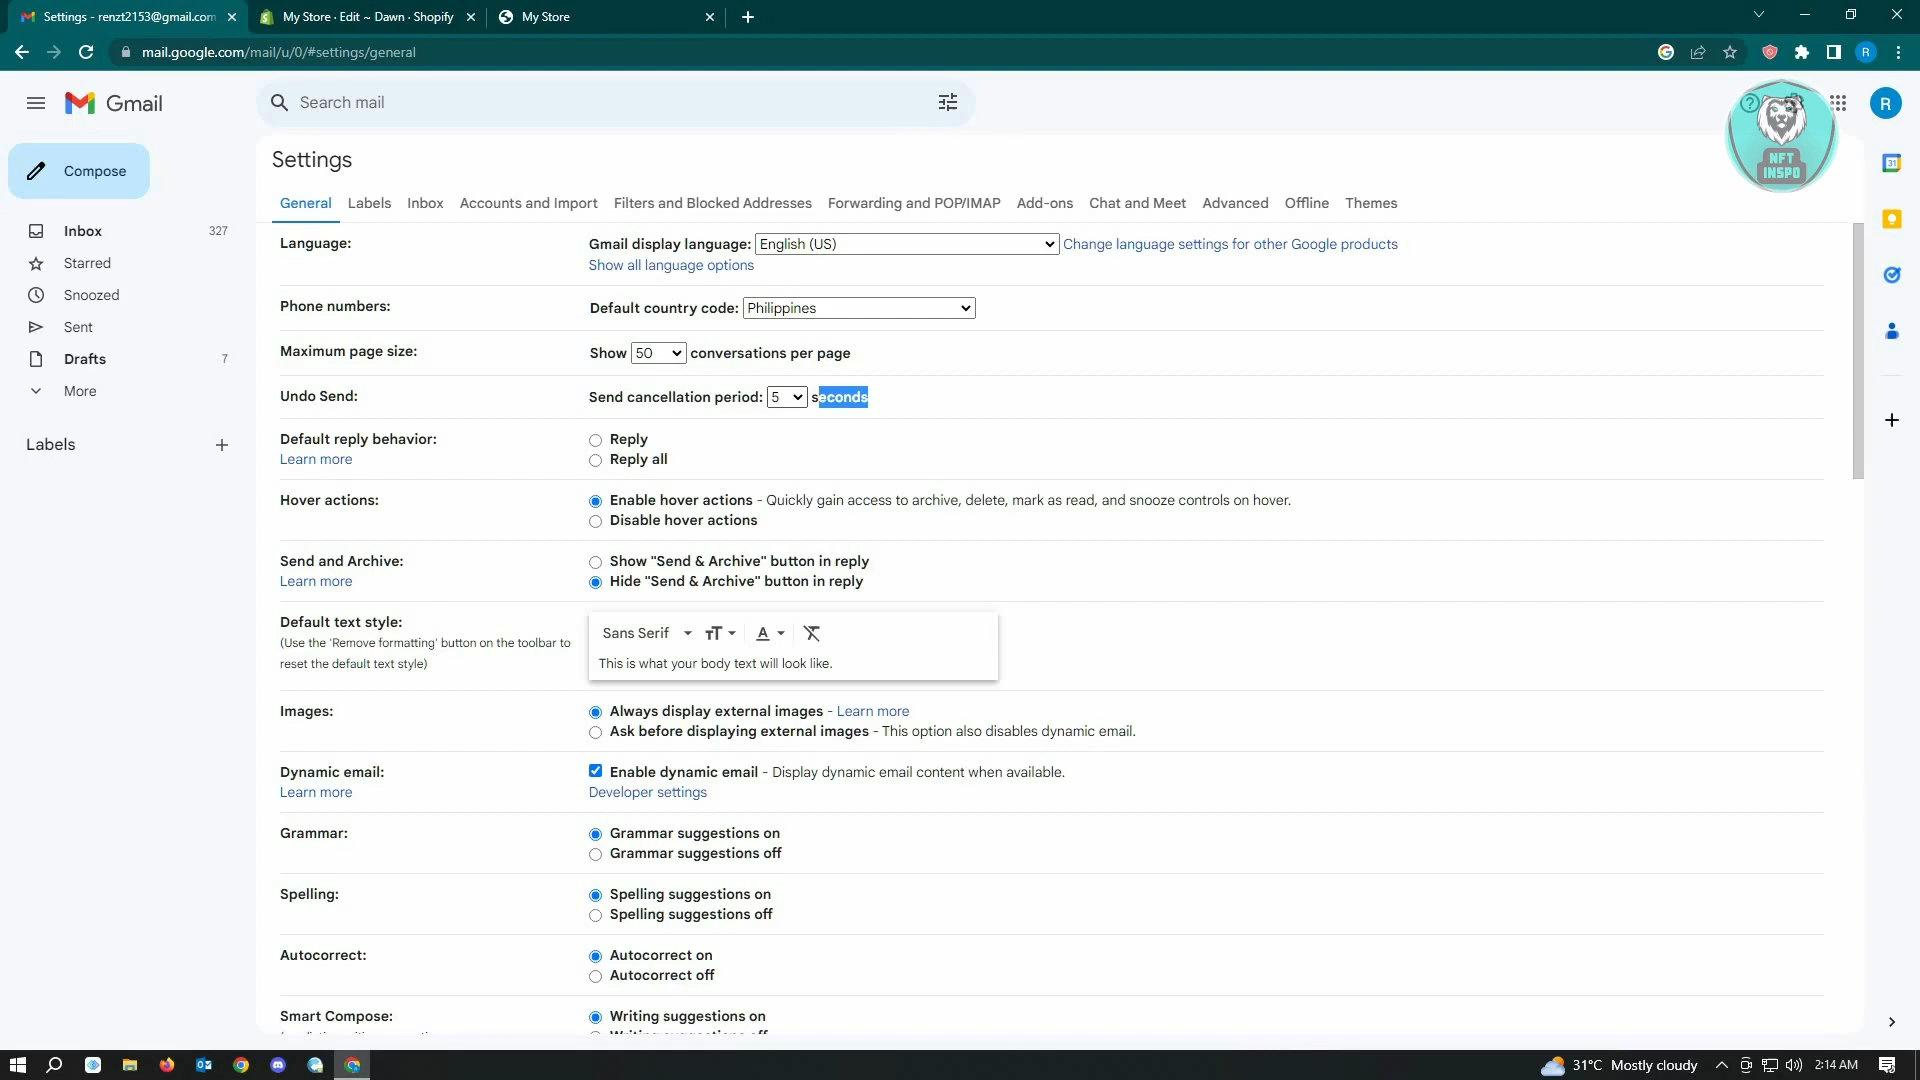 Settings - renzt2153@gmail.com
My Store · Edit ~ Dawn · Shopify
My Store
mail.google.com/mail/u/0/#settings/general
R
Gmail
Search mail
R
NFT
INSPO
Compose
Settings
General Labels Inbox Accounts and Import Filters and Blocked Addresses Forwarding and POP/IMAP Add-ons Chat and Meet Advanced Offline Themes
31
Inbox 327
Starred
Snoozed
Sent
Drafts 7
More
Labels
Language: Gmail display language: English (US) Change language settings for other Google products
Show all language options
Phone numbers: Default country code: Philippines
Maximum page size: Show 50 conversations per page
Undo Send: Send cancellation period: 5 seconds
Default reply behavior: Reply
Learn more Reply all
Hover actions: Enable hover actions - Quickly gain access to archive, delete, mark as read, and snooze controls on hover.
Disable hover actions
Send and Archive: Show "Send & Archive" button in reply
Learn more Hide "Send & Archive" button in reply
Default text style:
(Use the 'Remove formatting' button on the toolbar to
reset the default text style)
Sans Serif
This is what your body text will look like.
Images: Always display external images - Learn more
Ask before displaying external images - This option also disables dynamic email.
Dynamic email: Enable dynamic email - Display dynamic email content when available.
Learn more Developer settings
Grammar: Grammar suggestions on
Grammar suggestions off
Spelling: Spelling suggestions on
Spelling suggestions off
Autocorrect: Autocorrect on
Autocorrect off
Smart Compose: Writing suggestions on
31°C Mostly cloudy 2:14 AM